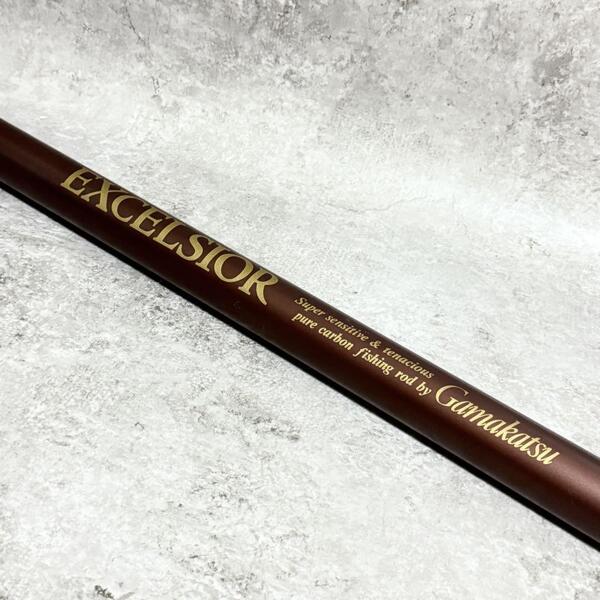 EXCELSIOR
Super sensitive & tenacious
pure carbon fishing rod by Gamakatsu